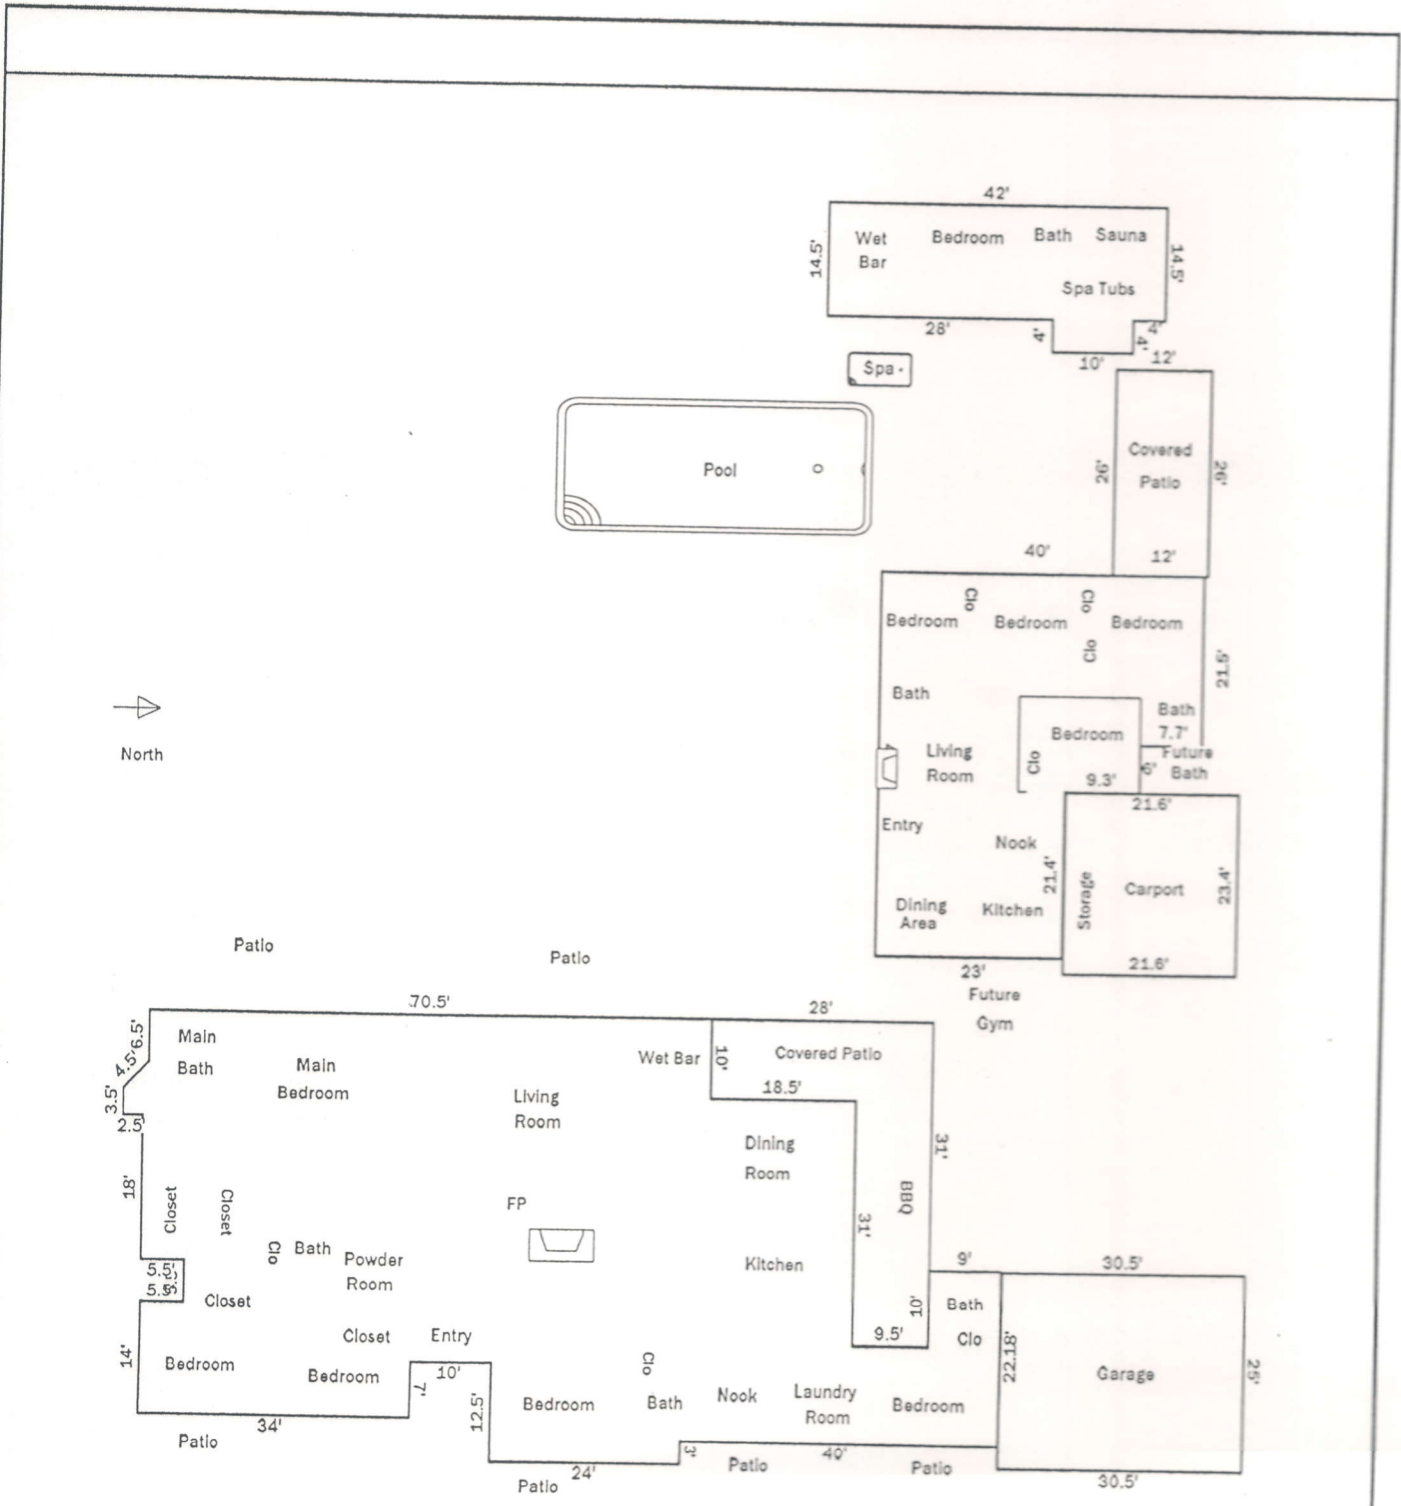 42'
14.5'
Wet
Bar
Bedroom
Bath
Sauna
Spa Tubs
14.5'
28'
4'
10'
4'
4'
12'
Spa
Pool
26'
Covered
Patio
26'
12'
40'
Bedroom
Clo
Bedroom
Clo
Clo
Bedroom
21.5'
Bath
Bath
7.7'
Future
Bath
6'
Bedroom
Clo
9.3'
Living
Room
21.6'
Entry
Nook
21.4'
Storage
Carport
23.4'
Dining
Area
Kitchen
23'
21.6'
Future
Gym
North
Patio
Patio
70.5'
28'
6.5'
4.5'
3.5'
2.5'
Main
Bath
Main
Bedroom
Living
Room
Wet Bar
10'
Covered Patio
18.5'
Dining
Room
31'
31'
BBQ
18'
Closet
Closet
Clo
Bath
Powder
Room
FP
Kitchen
5.5'
5.5'
Closet
Closet
Entry
10'
9.5'
9'
Bath
Clo
30.5'
22.18'
Garage
25'
14'
Bedroom
Bedroom
10'
7'
12.5'
Bedroom
Clo
Bath
Nook
Laundry
Room
Bedroom
34'
Patio
24'
Patio
3'
Patio
40'
Patio
30.5'